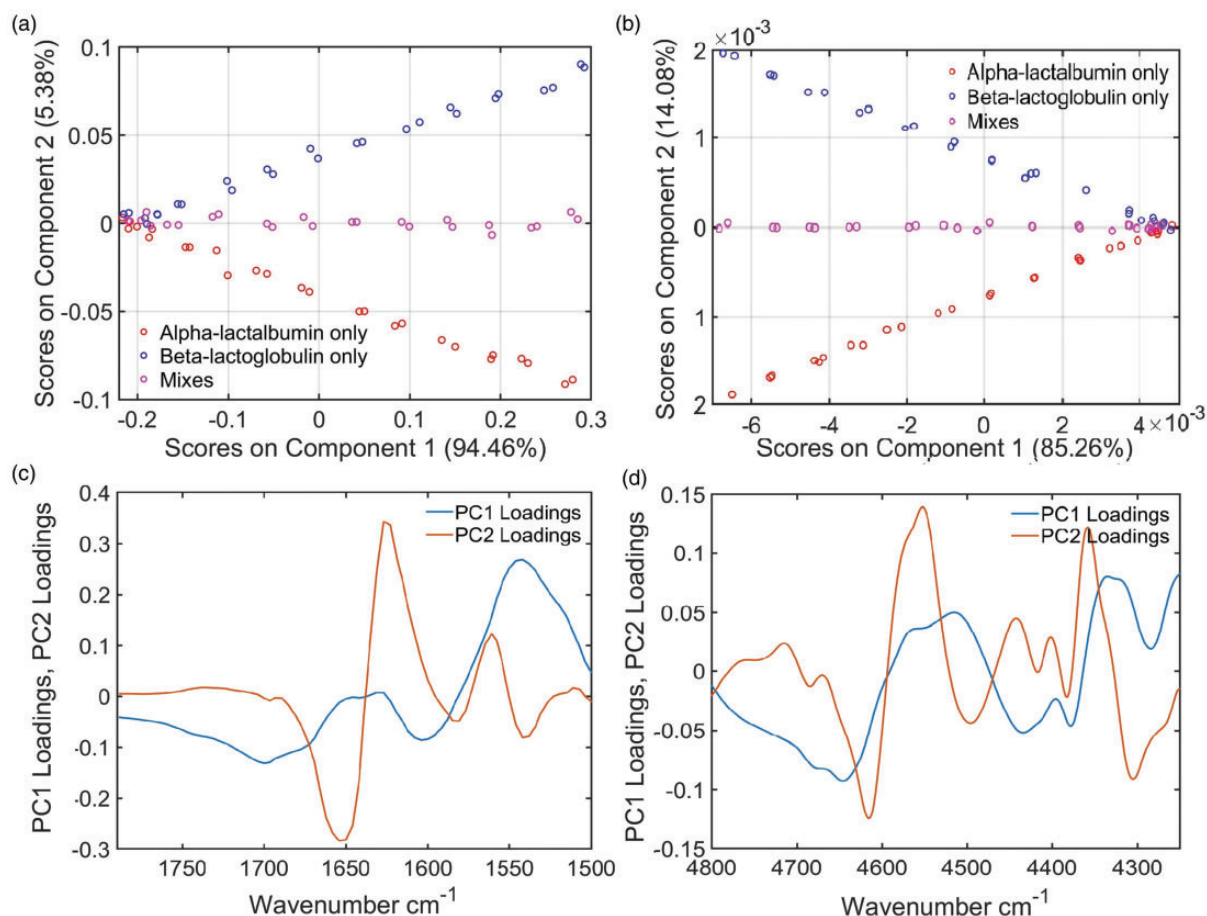 (a)
0.1
0.05
0
-0.05
-0.1
Scores on Component 2 (5.38%)
Alpha-lactalbumin only
Beta-lactoglobulin only
Mixes
-0.2 -0.1 0 0.1 0.2 0.3
Scores on Component 1 (94.46%)
(b)
2 ×10-3
1
0
1
2
Scores on Component 2 (14.08%)
Alpha-lactalbumin only
Beta-lactoglobulin only
Mixes
-6 -4 -2 0 2 4 ×10-3
Scores on Component 1 (85.26%)
(c)
0.4
0.3
0.2
0.1
0
-0.1
-0.2
-0.3
PC1 Loadings, PC2 Loadings
PC1 Loadings
PC2 Loadings
1750 1700 1650 1600 1550 1500
Wavenumber cm-1
(d)
0.15
0.10
0.05
0
-0.05
-0.1
-0.15
PC1 Loadings, PC2 Loadings
PC1 Loadings
PC2 Loadings
4800 4700 4600 4500 4400 4300
Wavenumber cm-1